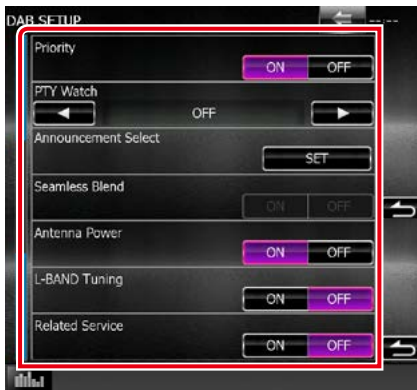 DAB SETUP
--:--
Priority
ON OFF
PTY Watch
OFF
Announcement Select
SET
Seamless Blend
ON OFF
Antenna Power
ON OFF
L-BAND Tuning
ON OFF
Related Service
ON OFF